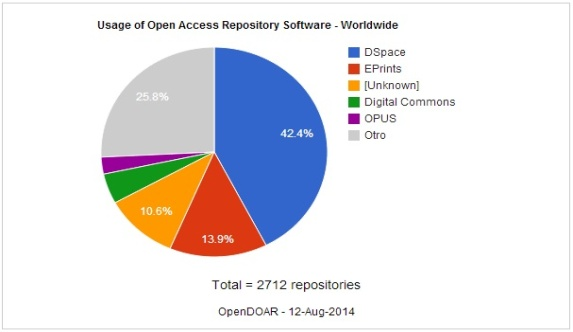 Usage of Open Access Repository Software - Worldwide
DSpace
EPrints
[Unknown]
Digital Commons
OPUS
Otro
25.8%
42.4%
10.6%
13.9%
Total = 2712 repositories
OpenDOAR - 12-Aug-2014